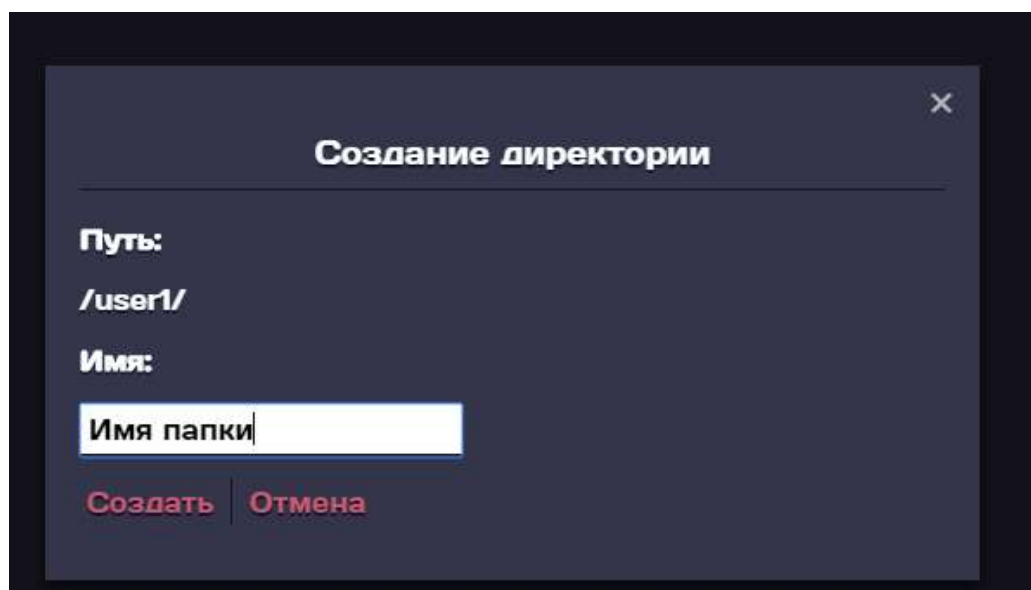 Создание директории
Путь:
/user1/
Имя:
Имя папки
Создать Отмена